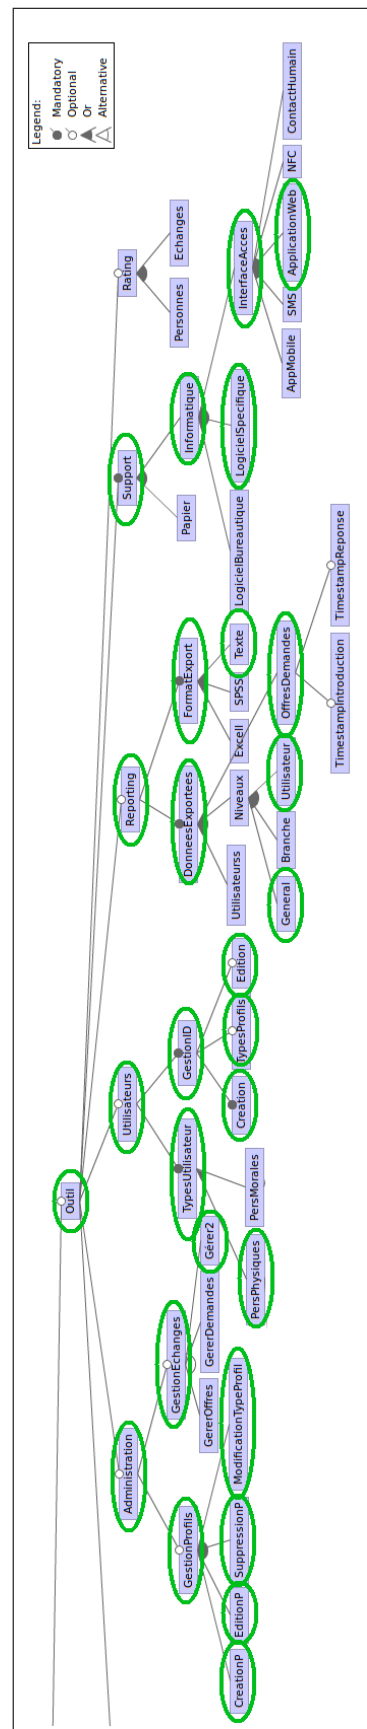 Legend:
Mandatory
Optional
Or
Alternative
Outil
Administration
Utilisateurs
Reporting
Support
Rating
GestionProfils
GestionEchanges
TypesUtilisateur
GestionID
DonneesExportees
FormatExport
Papier
Informatique
Personnes
Echanges
CreationP
EditionP
SuppressionP
ModificationTypeProfil
GererOffres
GererDemandes
Gérer2
PersPhysiques
PersMorales
Creation
TypesProfils
Edition
Utilisateurss
Niveaux
OffresDemandes
Excell
SPSS
Texte
LogicielBureautique
LogicielSpecifique
InterfaceAcces
General
Branche
Utilisateur
TimestampIntroduction
TimestampReponse
AppMobile
SMS
ApplicationWeb
NFC
ContactHumain